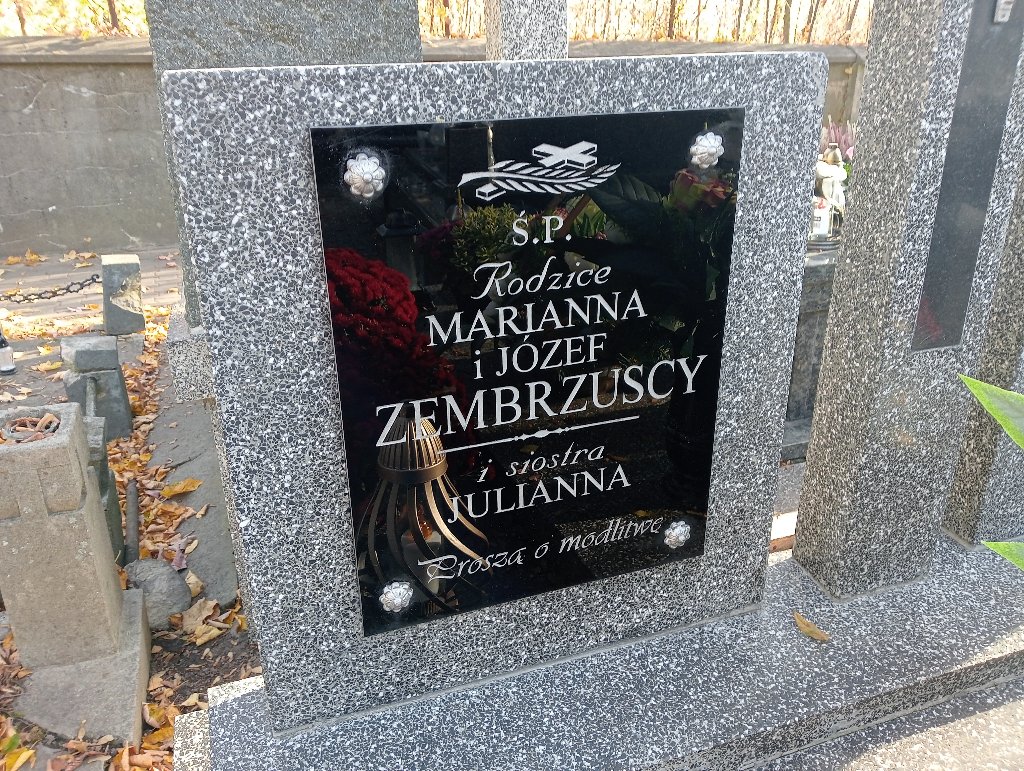 Ś.P.
Rodzice
MARIANNA
i JÓZEF
ZEMBRZUSCY
i siostra
JULIANNA
Proszą o modlitwę